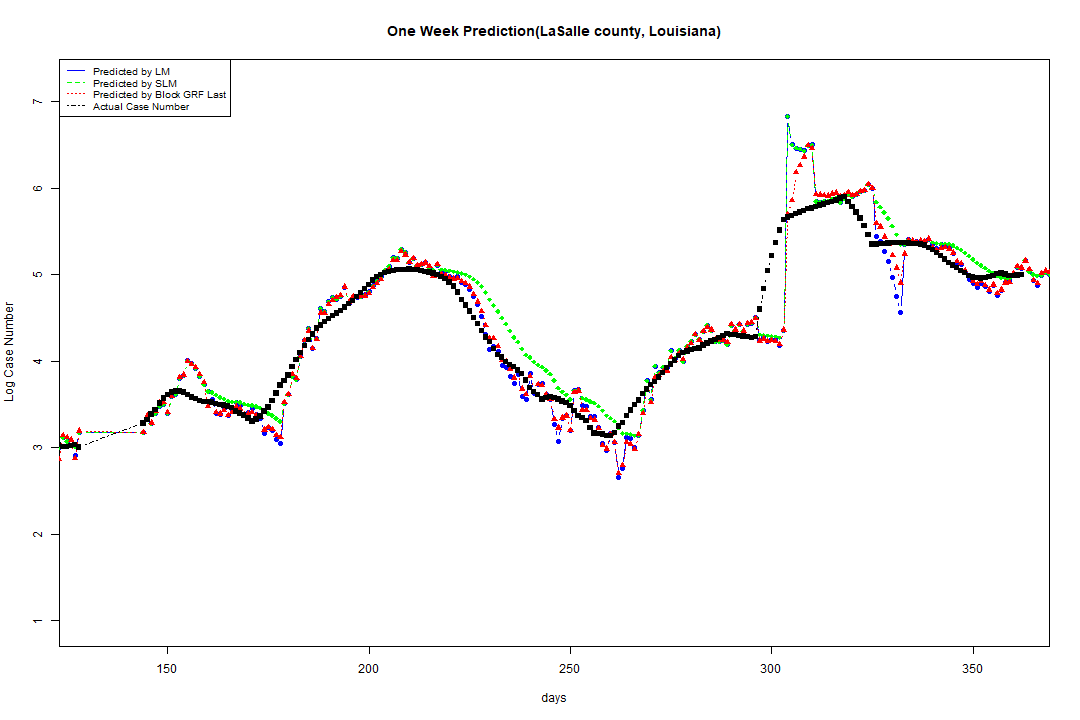 One Week Prediction(LaSalle county, Louisiana)
Predicted by LM
Predicted by SLM
Predicted by Block GRF Last
Actual Case Number
7
6
5
4
3
2
1
Log Case Number
150 200 250 300 350
days